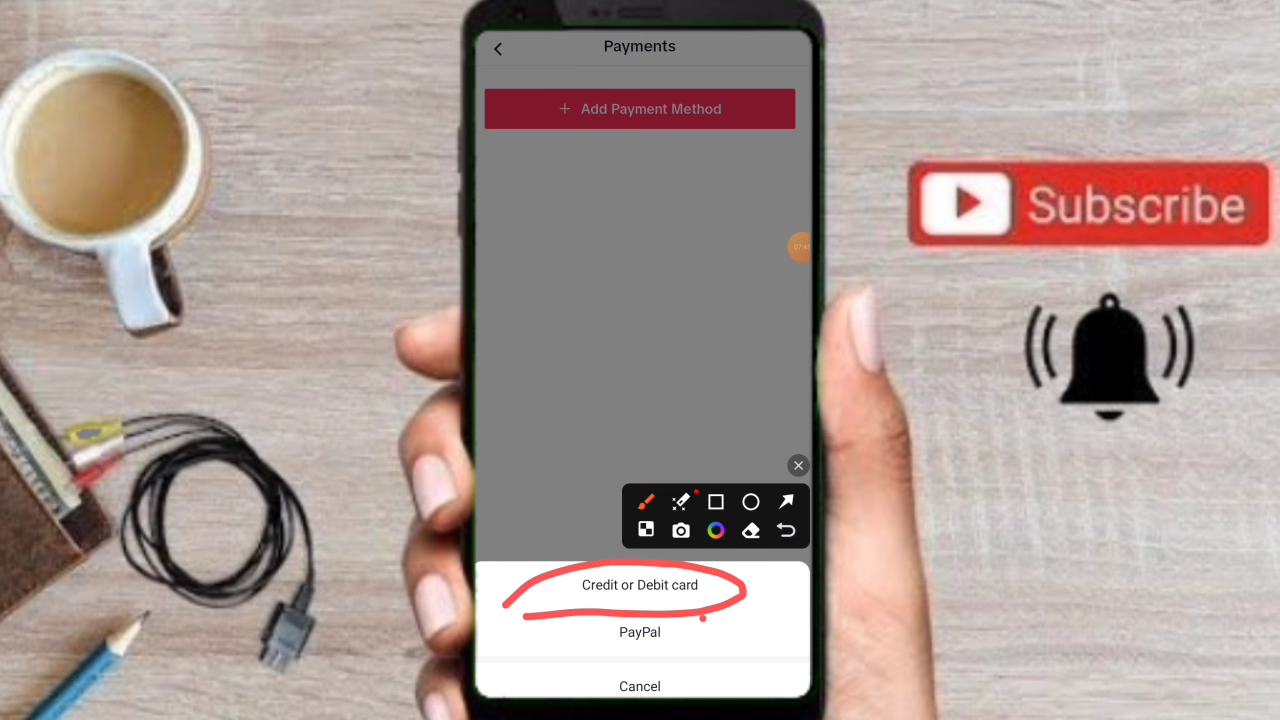 Payments
+ Add Payment Method
Subscribe
Credit or Debit card
PayPal
Cancel